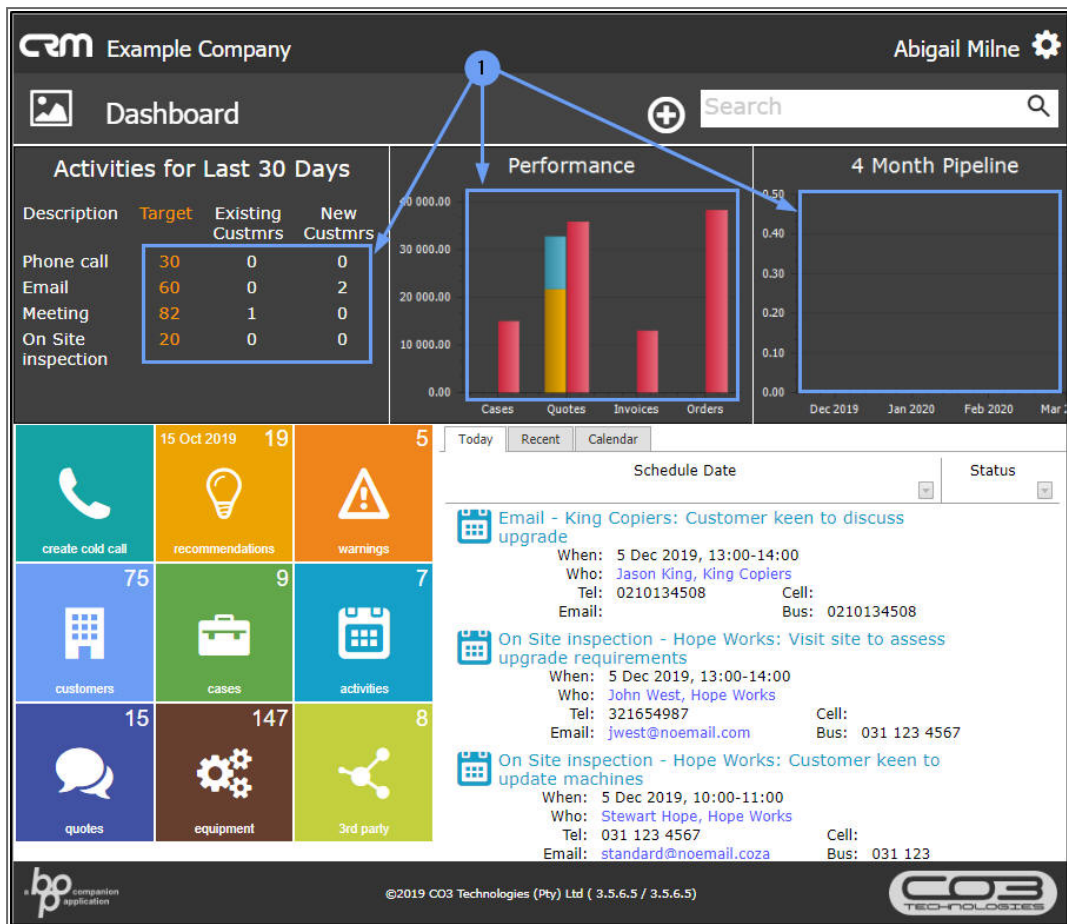 CRM Example Company
Abigail Milne
1
Dashboard
Search
Activities for Last 30 Days
Description Target Existing Custmrs New Custmrs
Phone call 30 0 0
Email 60 0 2
Meeting 82 1 0
On Site inspection 20 0 0
Performance
40 000.00
30 000.00
20 000.00
10 000.00
0.00
Cases Quotes Invoices Orders
4 Month Pipeline
0.50
0.40
0.30
0.20
0.10
0.00
Dec 2019 Jan 2020 Feb 2020 Mar
create cold call
15 Oct 2019 19
recommendations
5
warnings
75
customers
9
cases
7
activities
15
quotes
147
equipment
8
3rd party
Today Recent Calendar
Schedule Date Status
Email - King Copiers: Customer keen to discuss
upgrade
When: 5 Dec 2019, 13:00-14:00
Who: Jason King, King Copiers
Tel: 0210134508 Cell:
Email: Bus: 0210134508
On Site inspection - Hope Works: Visit site to assess
upgrade requirements
When: 5 Dec 2019, 13:00-14:00
Who: John West, Hope Works
Tel: 321654987 Cell:
Email: jwest@noemail.com Bus: 031 123 4567
On Site inspection - Hope Works: Customer keen to
update machines
When: 5 Dec 2019, 10:00-11:00
Who: Stewart Hope, Hope Works
Tel: 031 123 4567 Cell:
Email: standard@noemail.coza Bus: 031 123
a bpo companion
application
©2019 CO3 Technologies (Pty) Ltd ( 3.5.6.5 / 3.5.6.5)
CO3
TECHNOLOGIES